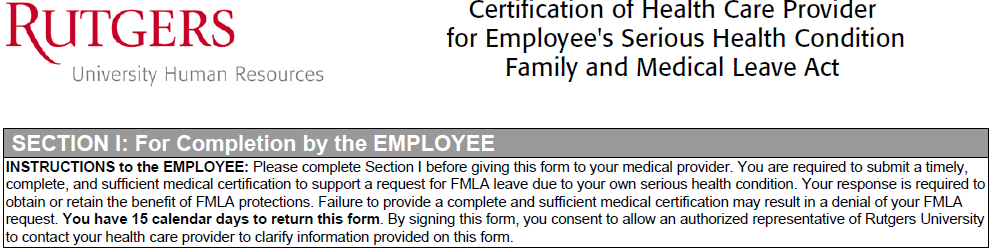 RUTGERS
University Human Resources
Certification of Health Care Provider
for Employee's Serious Health Condition
Family and Medical Leave Act
SECTION I: For Completion by the EMPLOYEE
INSTRUCTIONS to the EMPLOYEE: Please complete Section I before giving this form to your medical provider. You are required to submit a timely,
complete, and sufficient medical certification to support a request for FMLA leave due to your own serious health condition. Your response is required to
obtain or retain the benefit of FMLA protections. Failure to provide a complete and sufficient medical certification may result in a denial of your FMLA
request. You have 15 calendar days to return this form. By signing this form, you consent to allow an authorized representative of Rutgers University
to contact your health care provider to clarify information provided on this form.